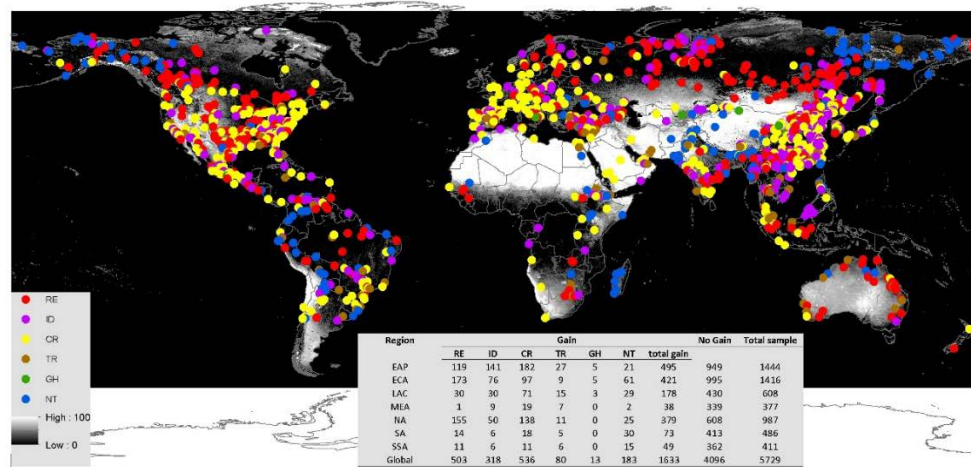 RE
ID
CR
TR
GH
NT
High : 100
Low : 0
Region Gain No Gain Total sample
RE ID CR TR GH NT total gain
EAP 119 141 182 27 5 21 495 949 1444
ECA 173 76 97 9 5 61 421 995 1416
LAC 30 30 71 15 3 29 178 430 608
MEA 1 9 19 7 0 2 38 339 377
NA 155 50 138 11 0 25 379 608 987
SA 14 6 18 5 0 30 73 413 486
SSA 11 6 11 6 0 15 49 362 411
Global 503 318 536 80 13 183 1633 4096 5729